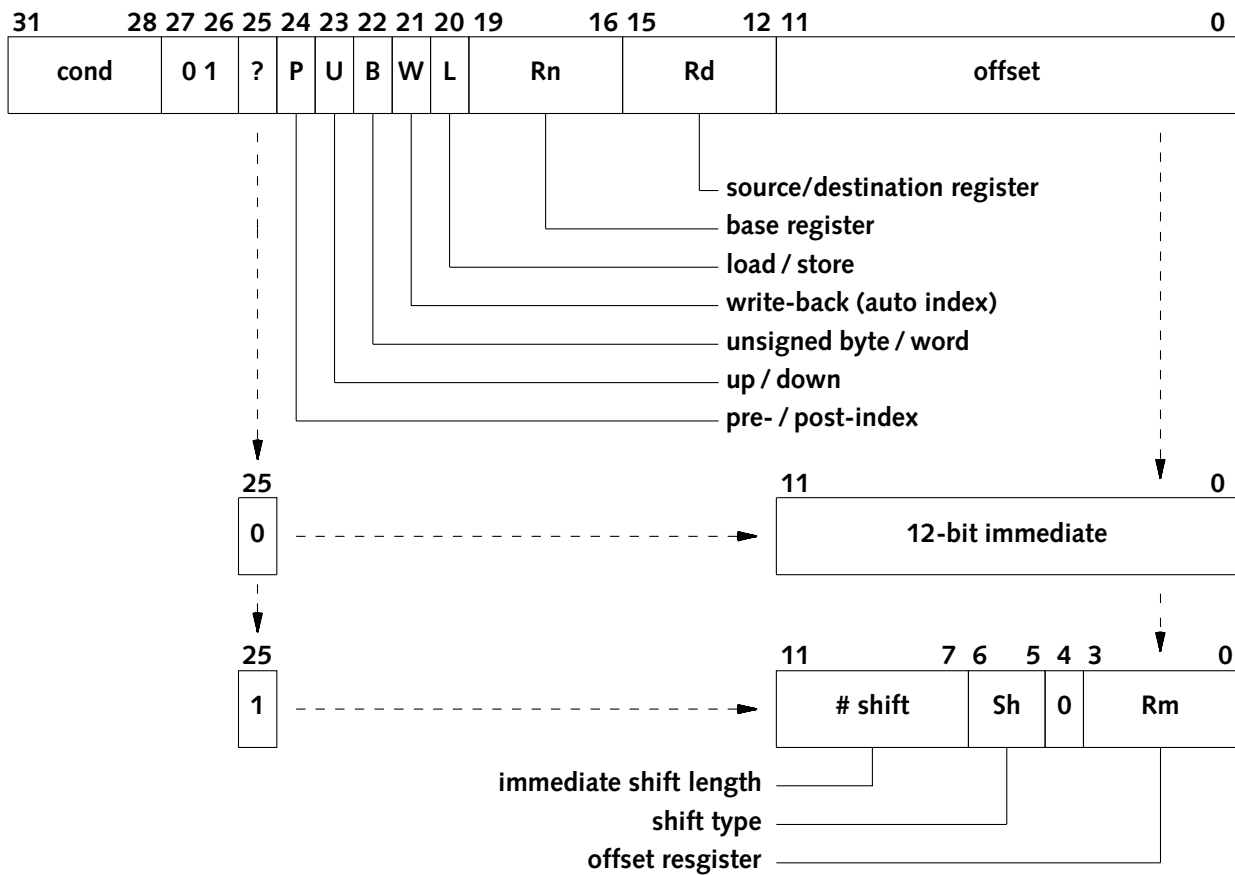 31 28 27 26 25 24 23 22 21 20 19 16 15 12 11 0
cond 0 1 ? P U B W L Rn Rd offset
source/destination register
base register
load / store
write-back (auto index)
unsigned byte / word
up / down
pre- / post-index
25 11 0
0 12-bit immediate
25 11 7 6 5 4 3 0
1 # shift Sh 0 Rm
immediate shift length
shift type
offset resgister